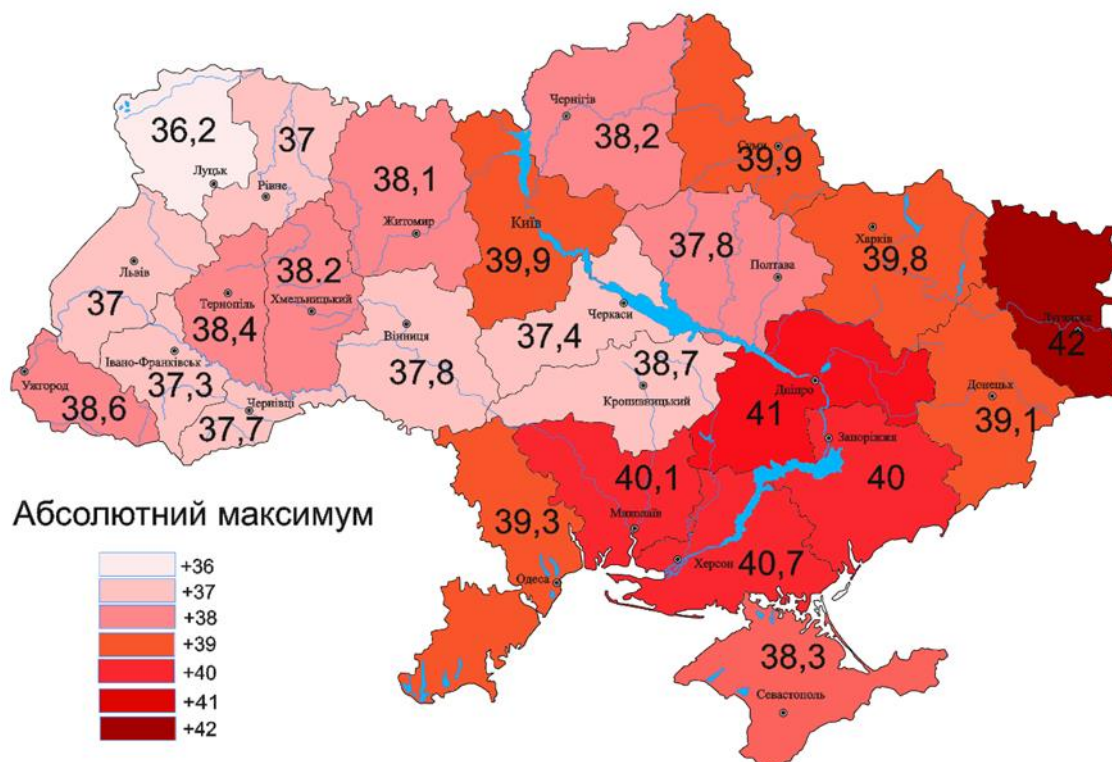 Чернігів
38,2
36,2
37
Суми
39,9
Луцьк
Рівне
38,1
Житомир
Київ
39,9
37,8
Полтава
Харків
39,8
Львів
37
38.2
Хмельницький
Тернопіль
38,4
Вінниця
37,8
Черкаси
37,4
38,7
Кропивницький
Луганськ
42
Івано-Франківськ
37,3
Ужгород
38,6
Чернівці
37,7
Дніпро
41
Донецьк
39,1
Запоріжжя
40
40,1
Миколаїв
39,3
Одеса
Херсон
40,7
38,3
Севастополь
Абсолютний максимум
+36
+37
+38
+39
+40
+41
+42